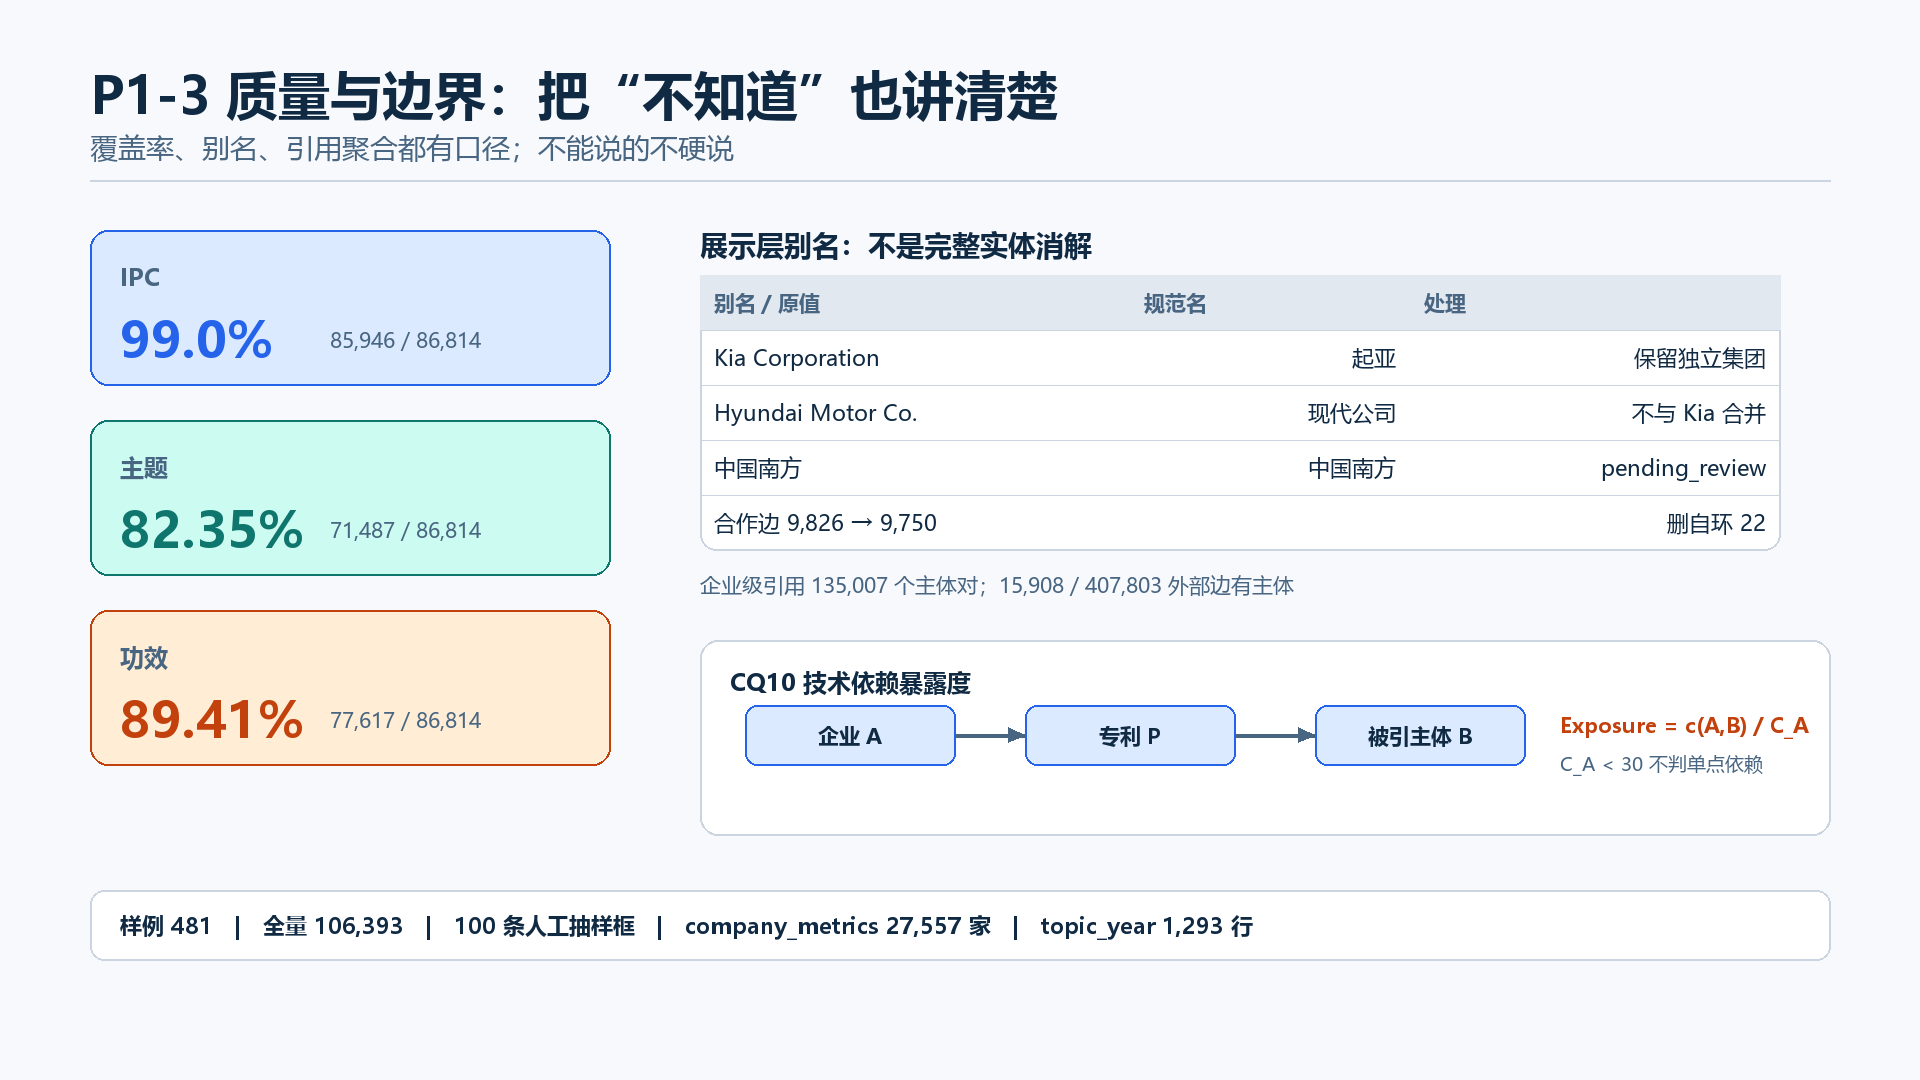 P1-3 质量与边界：把“不知道”也讲清楚
覆盖率、别名、引用聚合都有口径；不能说的不硬说
IPC
99.0% 85,946 / 86,814
主题
82.35% 71,487 / 86,814
功效
89.41% 77,617 / 86,814
展示层别名：不是完整实体消解
别名 / 原值 规范名 处理
Kia Corporation 起亚 保留独立集团
Hyundai Motor Co. 现代公司 不与 Kia 合并
中国南方 中国南方 pending_review
合作边 9,826 → 9,750 删自环 22
企业级引用 135,007 个主体对；15,908 / 407,803 外部边有主体
CQ10 技术依赖暴露度
企业 A 专利 P 被引主体 B
Exposure = c(A,B) / C_A
C_A < 30 不判单点依赖
样例 481 | 全量 106,393 | 100 条人工抽样框 | company_metrics 27,557 家 | topic_year 1,293 行